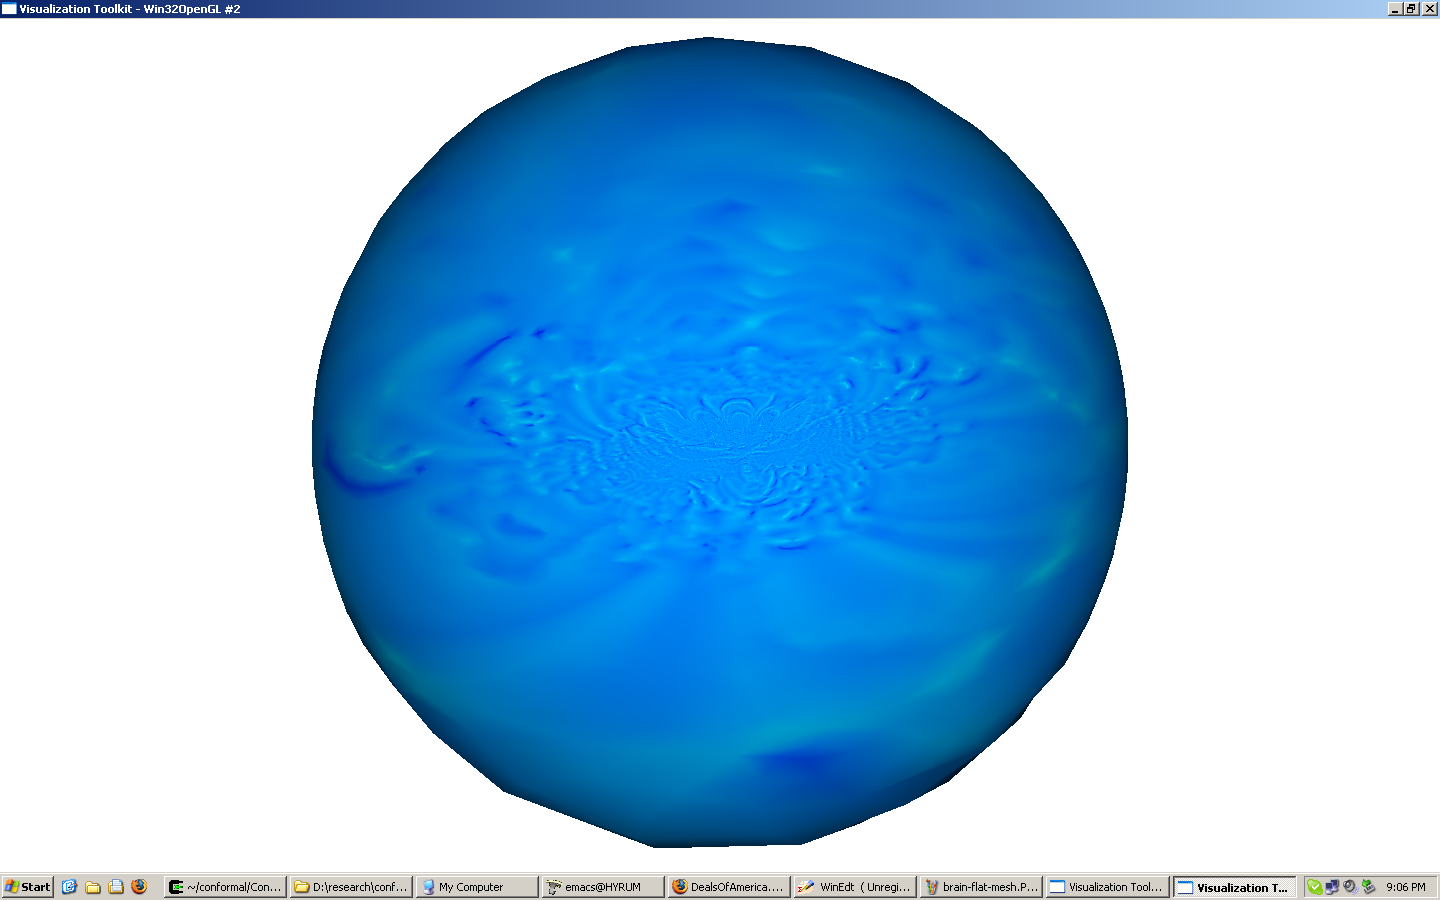 Visualization Toolkit - Win32OpenGL #2
Start
~/conformal/Con...
D:\research\conf...
My Computer
emacs@HYRUM
DealsOfAmerica....
WinEdt ( Unregi...
brain-flat-mesh.P...
Visualization Tool...
Visualization T...
9:06 PM